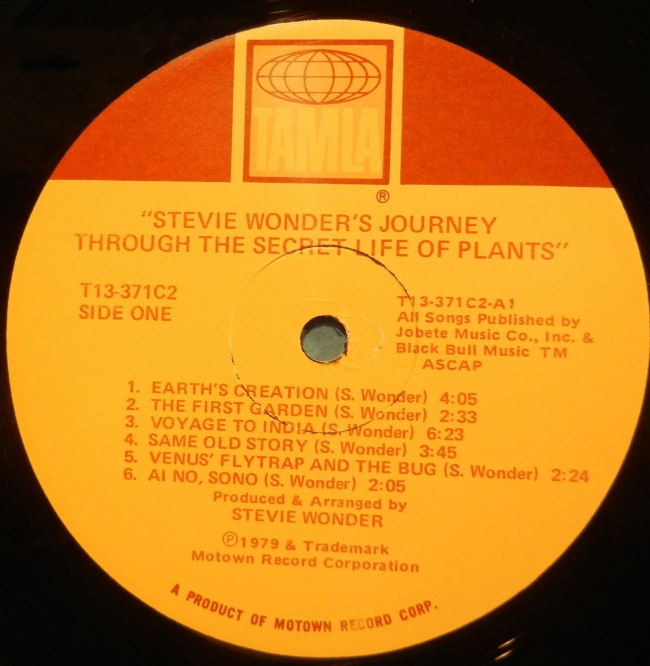 TAMLA
®
"STEVIE WONDER'S JOURNEY
THROUGH THE SECRET LIFE OF PLANTS"
T13-371C2
SIDE ONE
T13-371C2-A1
All Songs Published by
Jobete Music Co., Inc. &
Black Bull Music TM
ASCAP
1. EARTH'S CREATION (S. Wonder) 4:05
2. THE FIRST GARDEN (S. Wonder) 2:33
3. VOYAGE TO INDIA (S. Wonder) 6:23
4. SAME OLD STORY (S. Wonder) 3:45
5. VENUS' FLYTRAP AND THE BUG (S. Wonder) 2:24
6. AI NO, SONO (S. Wonder) 2:05
Produced & Arranged by
STEVIE WONDER
℗1979 & Trademark
Motown Record Corporation
A PRODUCT OF MOTOWN RECORD CORP.